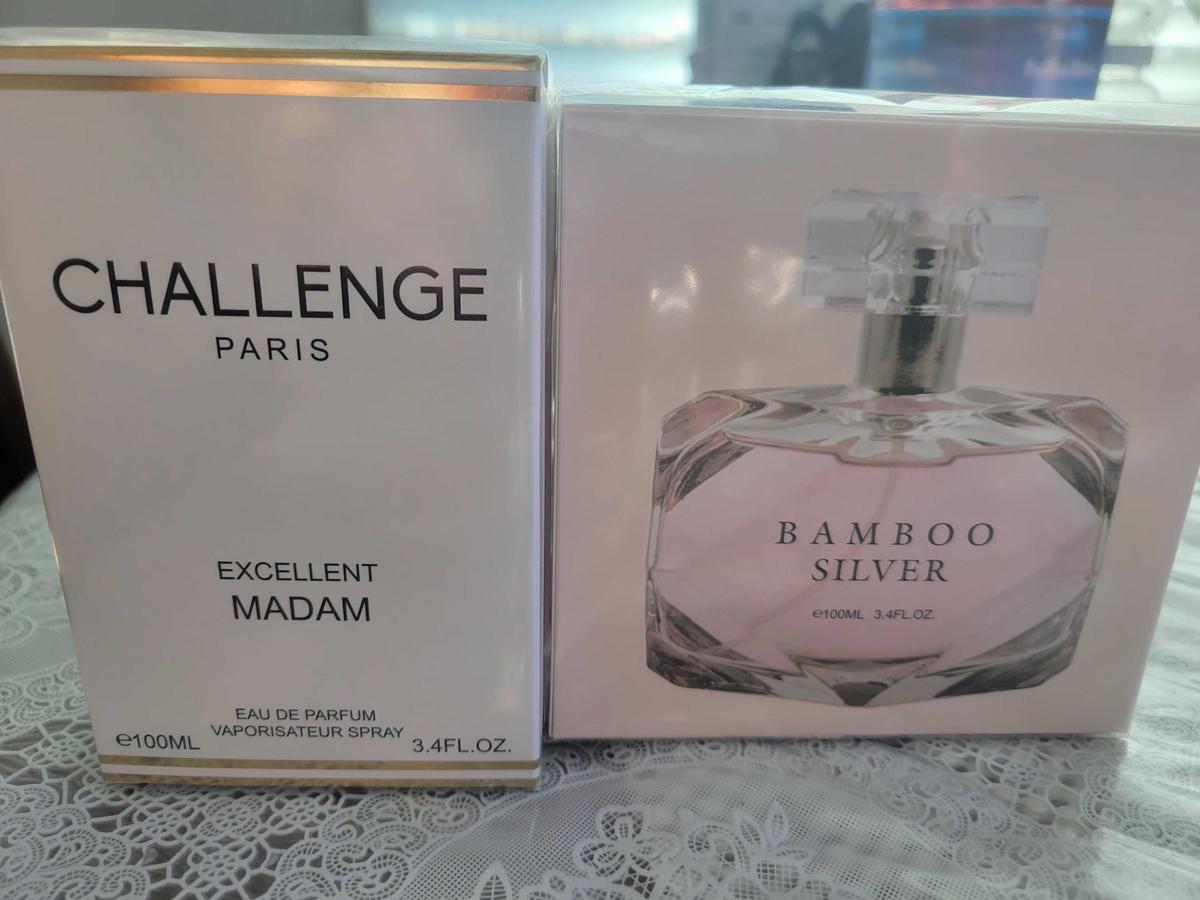 CHALLENGE
PARIS
EXCELLENT
MADAM
EAU DE PARFUM
VAPORISATEUR SPRAY
℮100ML
3.4FL.OZ.
BAMBOO
SILVER
℮100ML 3.4FL.OZ.